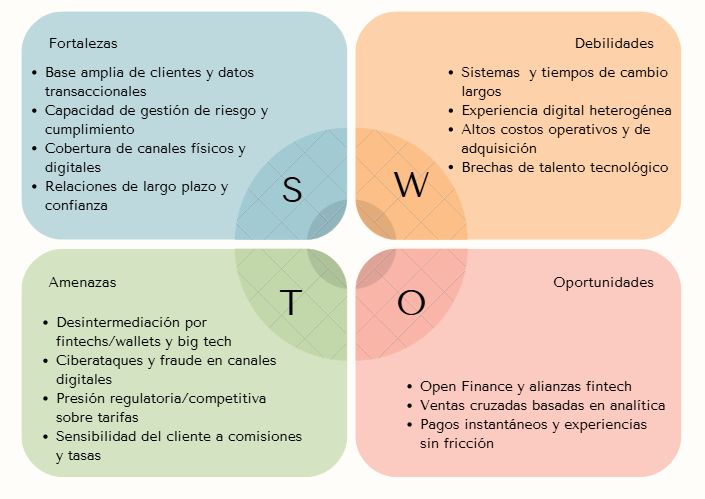 Fortalezas
Base amplia de clientes y datos
transaccionales
Capacidad de gestión de riesgo y
cumplimiento
Cobertura de canales físicos y
digitales
Relaciones de largo plazo y
confianza
S
Debilidades
Sistemas y tiempos de cambio
largos
Experiencia digital heterogénea
Altos costos operativos y de
adquisición
Brechas de talento tecnológico
W
Amenazas
Desintermediación por
fintechs/wallets y big tech
Ciberataques y fraude en canales
digitales
Presión regulatoria/competitiva
sobre tarifas
Sensibilidad del cliente a comisiones
y tasas
T
Oportunidades
O
Open Finance y alianzas fintech
Ventas cruzadas basadas en analítica
Pagos instantáneos y experiencias
sin fricción